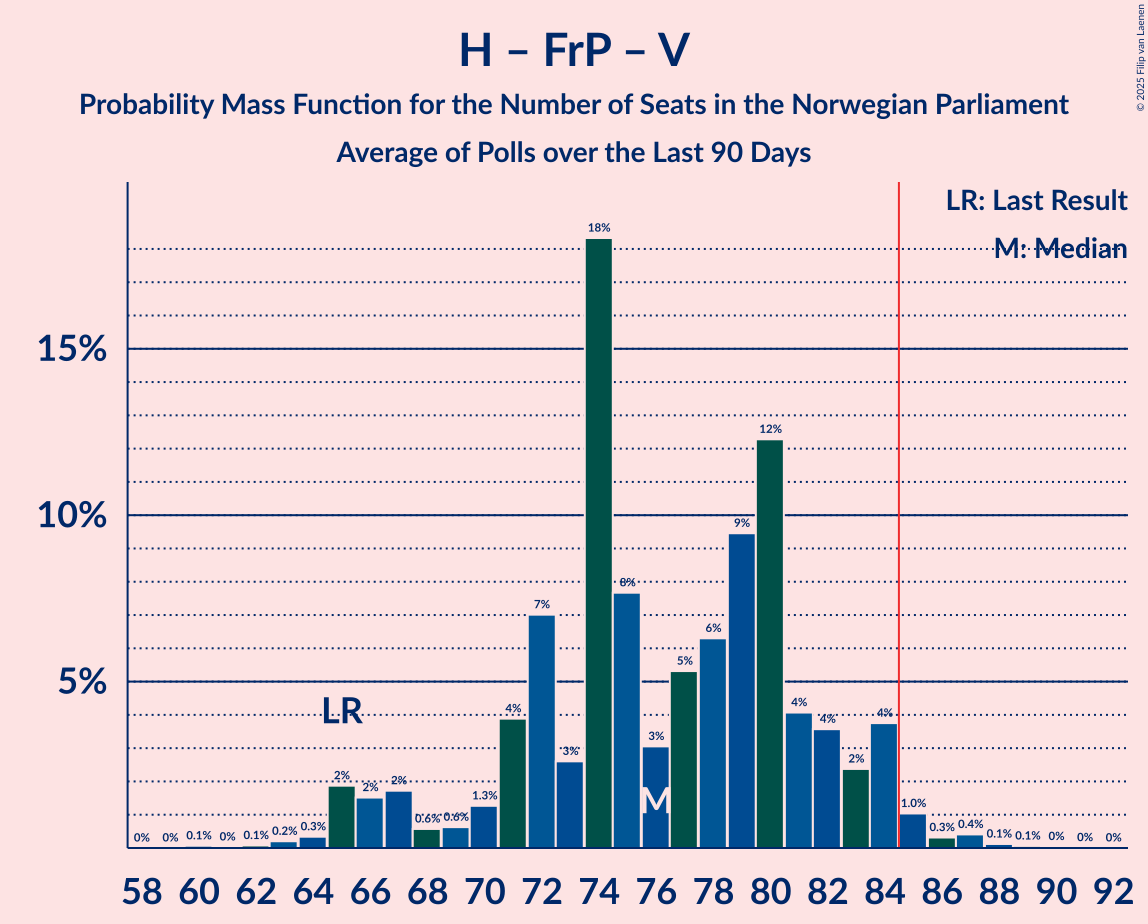 H – FrP – V
Probability Mass Function for the Number of Seats in the Norwegian Parliament
Average of Polls over the Last 90 Days
© 2025 Filip van Laenen
LR: Last Result
M: Median
15%
10%
5%
LR
M
0% 0% 0.1% 0% 0.1% 0.2% 0.3% 2% 2% 2% 0.6% 0.6% 1.3% 4% 7% 3% 18% 8% 3% 5% 6% 9% 12% 4% 4% 2% 4% 1.0% 0.3% 0.4% 0.1% 0.1% 0% 0% 0%
58 60 62 64 66 68 70 72 74 76 78 80 82 84 86 88 90 92